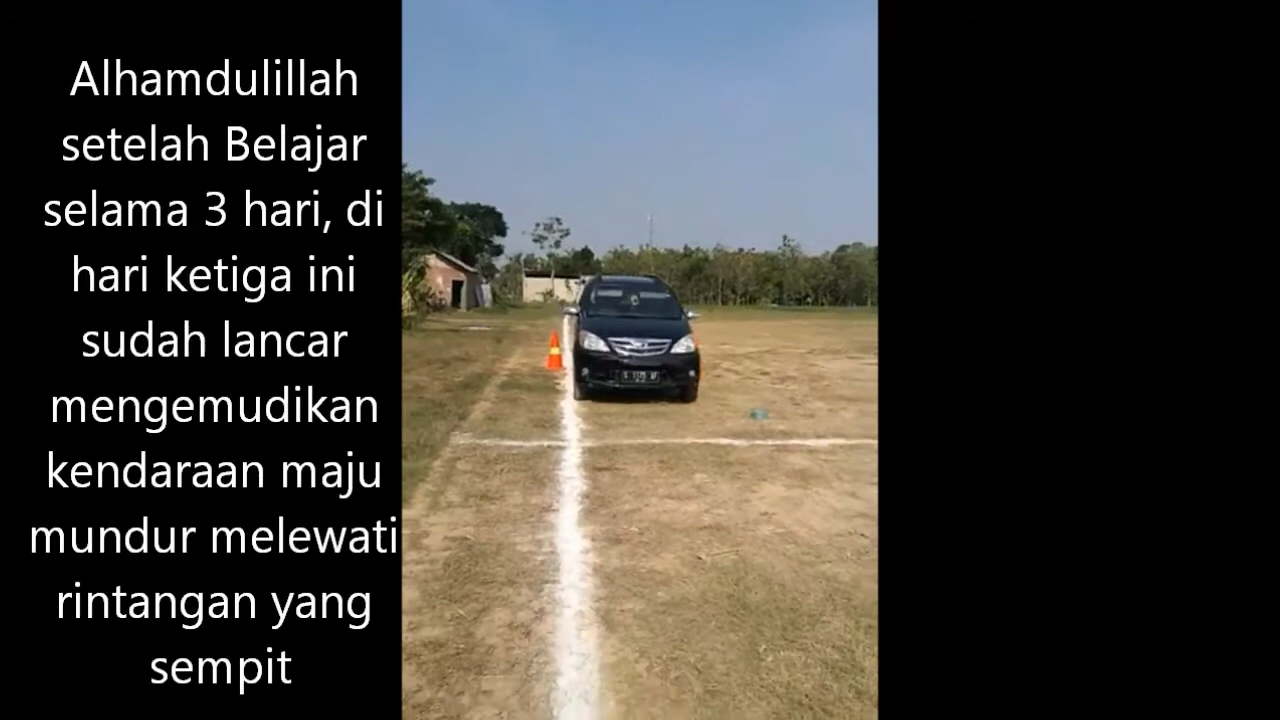 Alhamdulillah
setelah Belajar
selama 3 hari, di
hari ketiga ini
sudah lancar
mengemudikan
kendaraan maju
mundur melewati
rintangan yang
sempit